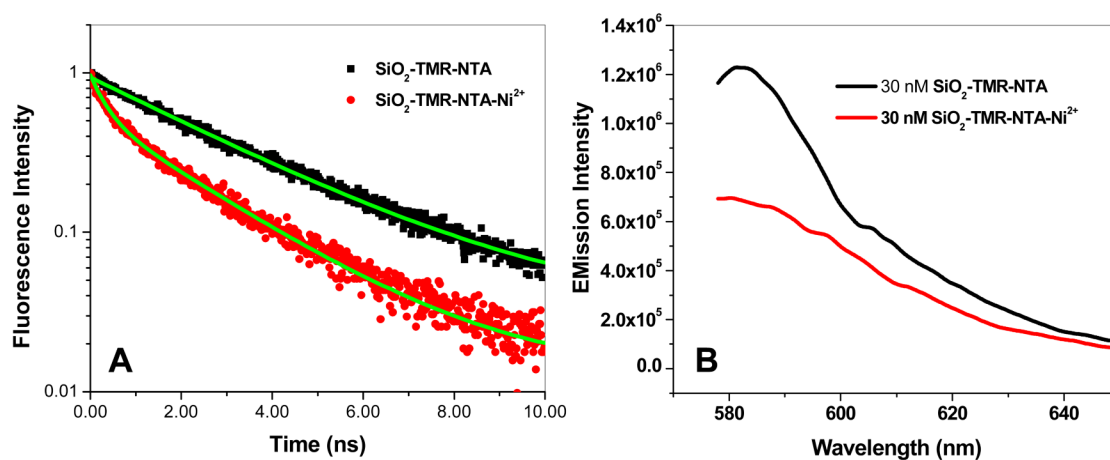 1
0.1
0.01
Fluorescence Intensity
SiO2-TMR-NTA
SiO2-TMR-NTA-Ni2+
A
0.00 2.00 4.00 6.00 8.00 10.00
Time (ns)
1.4x10^6
1.2x10^6
1.0x10^6
8.0x10^5
6.0x10^5
4.0x10^5
2.0x10^5
0.0
EMission Intensity
30 nM SiO2-TMR-NTA
30 nM SiO2-TMR-NTA-Ni2+
B
580 600 620 640
Wavelength (nm)